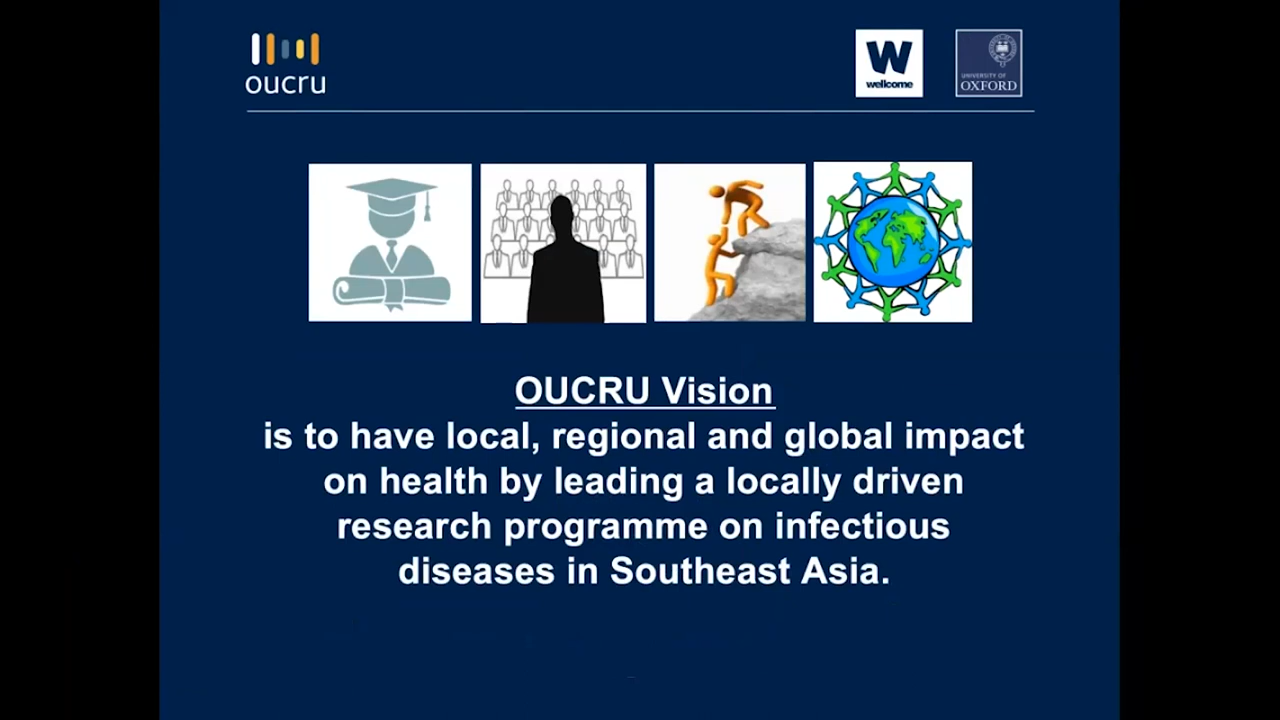 oucru
W
wellcome
UNIVERSITY OF
OXFORD
OUCRU Vision
is to have local, regional and global impact
on health by leading a locally driven
research programme on infectious
diseases in Southeast Asia.